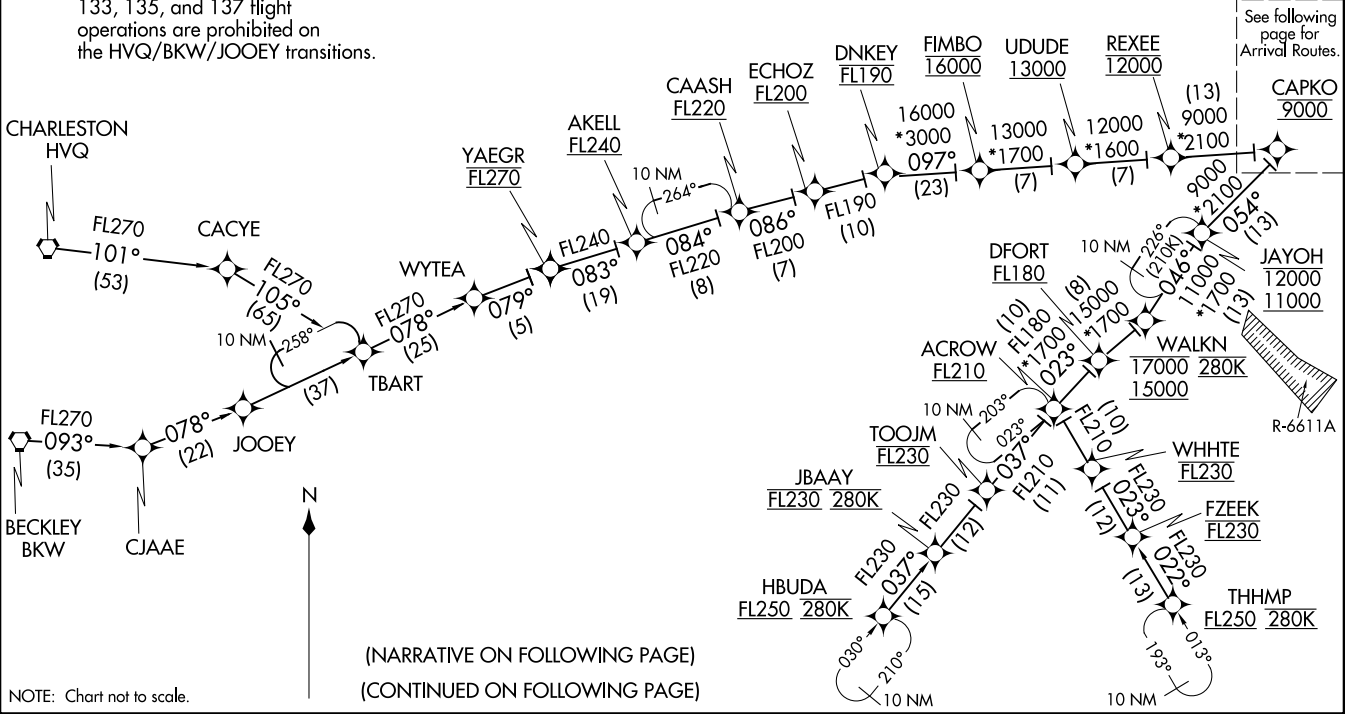 133, 135, and 137 flight
operations are prohibited on
the HVQ/BKW/JOOEY transitions.
See following
page for
Arrival Routes.
CAPKO
9000
REXEE
12000
UDUDE
13000
FIMBO
16000
DNKEY
FL190
ECHOZ
FL200
CAASH
FL220
AKELL
FL240
YAEGR
FL270
CHARLESTON
HVQ
FL270
101°
(53)
CACYE
FL270
105°
(65)
10 NM
258°
WYTEA
FL270
078°
(25)
TBART
079°
(5)
FL240
083°
(19)
10 NM
264°
084°
FL220
(8)
086°
FL200
(7)
FL190
(10)
16000
*3000
097°
(23)
13000
*1700
(7)
12000
*1600
(7)
(13)
9000
*2100
9000
*2100
054°
(13)
JAYOH
12000
11000
10 NM
226°
(210K)
046°
11000
*1700
(13)
R-6611A
DFORT
FL180
(8)
15000
*1700
WALKN
17000 280K
15000
(10)
FL180
*1700
023°
ACROW
FL210
10 NM
203°
023°
TOOJM
FL230
037°
FL210
(11)
JBAAY
FL230 280K
FL230
(12)
HBUDA
FL250 280K
FL230
037°
(15)
030°
210°
10 NM
(10)
FL210
WHHTE
FL230
FL230
023°
(12)
FZEEK
FL230
FL230
022°
(13)
THHMP
FL250 280K
013°
193°
10 NM
FL270
093°
(35)
BECKLEY
BKW
CJAAE
078°
(22)
JOOEY
(37)
N
(NARRATIVE ON FOLLOWING PAGE)
(CONTINUED ON FOLLOWING PAGE)
NOTE: Chart not to scale.